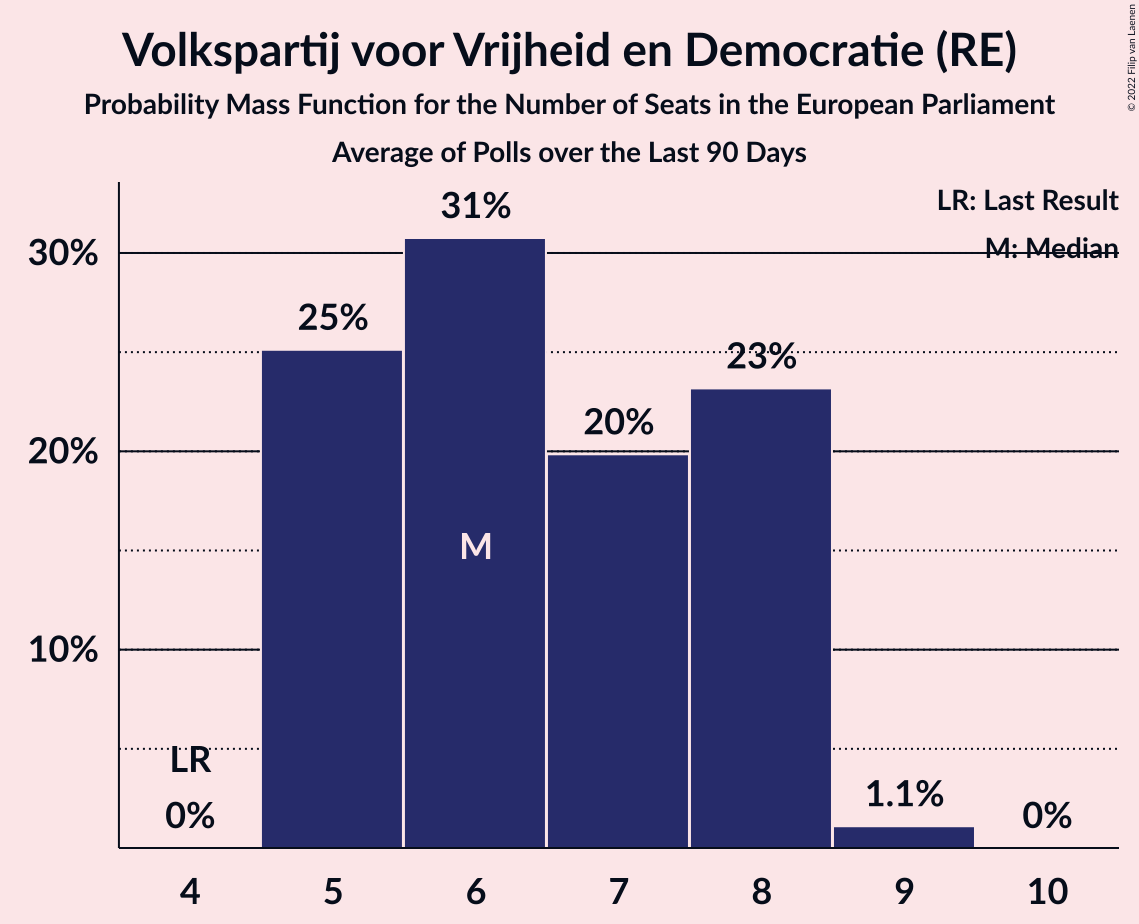 Volkspartij voor Vrijheid en Democratie (RE)
Probability Mass Function for the Number of Seats in the European Parliament
Average of Polls over the Last 90 Days
© 2022 Filip van Laenen
LR: Last Result
M: Median
30%
20%
10%
LR
0%
25%
31%
M
20%
23%
1.1%
0%
4 5 6 7 8 9 10